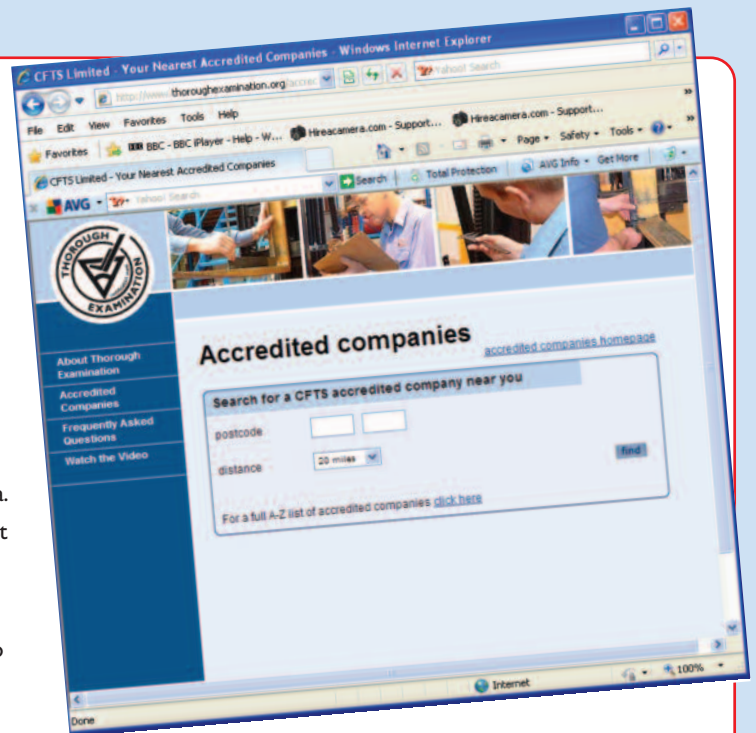 CFTS Limited - Your Nearest Accredited Companies - Windows Internet Explorer
http://www.thoroughexamination.org/accred
Yahoo! Search
File Edit View Favorites Tools Help
Favorites BBC - BBC iPlayer - Help - W... Hireacamera.com - Support... Hireacamera.com - Support...
CFTS Limited - Your Nearest Accredited Companies
Page Safety Tools
AVG Yahoo! Search Search Total Protection AVG Info Get More
THOROUGH
EXAMINATION
About Thorough
Examination
Accredited
Companies
Frequently Asked
Questions
Watch the Video
Accredited companies
accredited companies homepage
Search for a CFTS accredited company near you
postcode
distance 20 miles
find
For a full A-Z list of accredited companies click here
Done Internet 100%